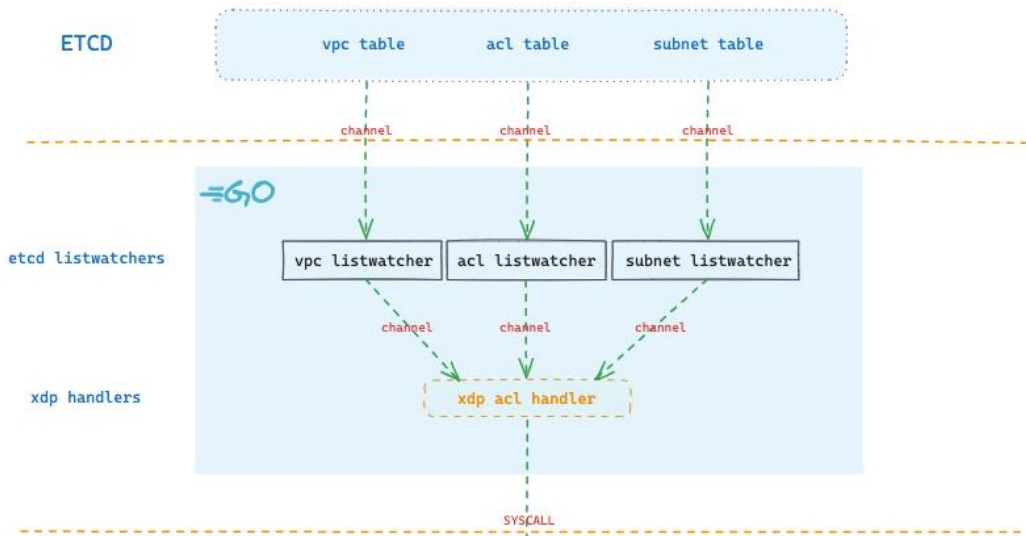 ETCD
vpc table acl table subnet table
channel channel channel
GO
etcd listwatchers
vpc listwatcher acl listwatcher subnet listwatcher
channel channel channel
xdp handlers
xdp acl handler
SYSCALL